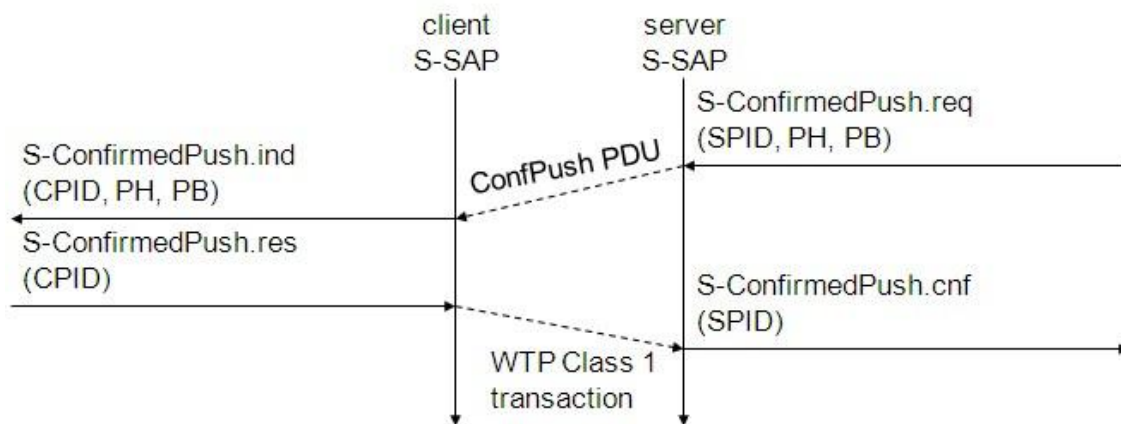 client
S-SAP
server
S-SAP
S-ConfirmedPush.req
(SPID, PH, PB)
ConfPush PDU
S-ConfirmedPush.ind
(CPID, PH, PB)
S-ConfirmedPush.res
(CPID)
S-ConfirmedPush.cnf
(SPID)
WTP Class 1
transaction